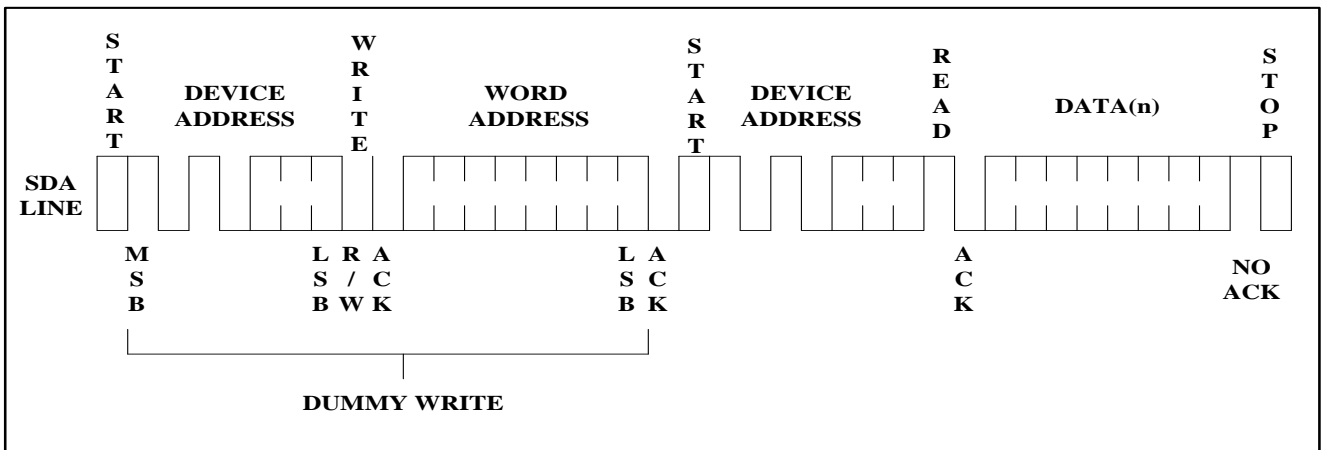 START
DEVICE
ADDRESS
WRITE
WORD
ADDRESS
START
DEVICE
ADDRESS
READ
DATA(n)
STOP
SDA
LINE
MSB
LSB
R/W
ACK
LSB
ACK
ACK
NO
ACK
DUMMY WRITE